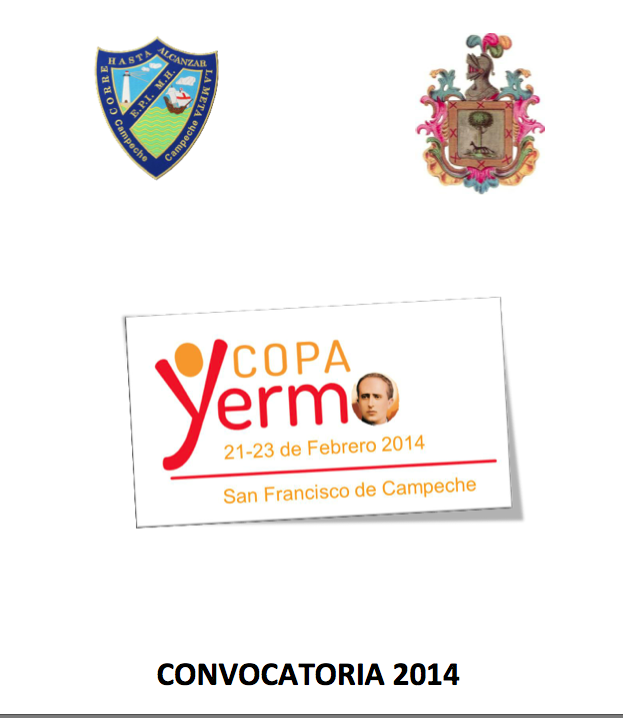 CORRE HASTA ALCANZAR LA META
E.P.I. M.H.
Campeche Campeche
COPA
Yermo
21-23 de Febrero 2014
San Francisco de Campeche
CONVOCATORIA 2014